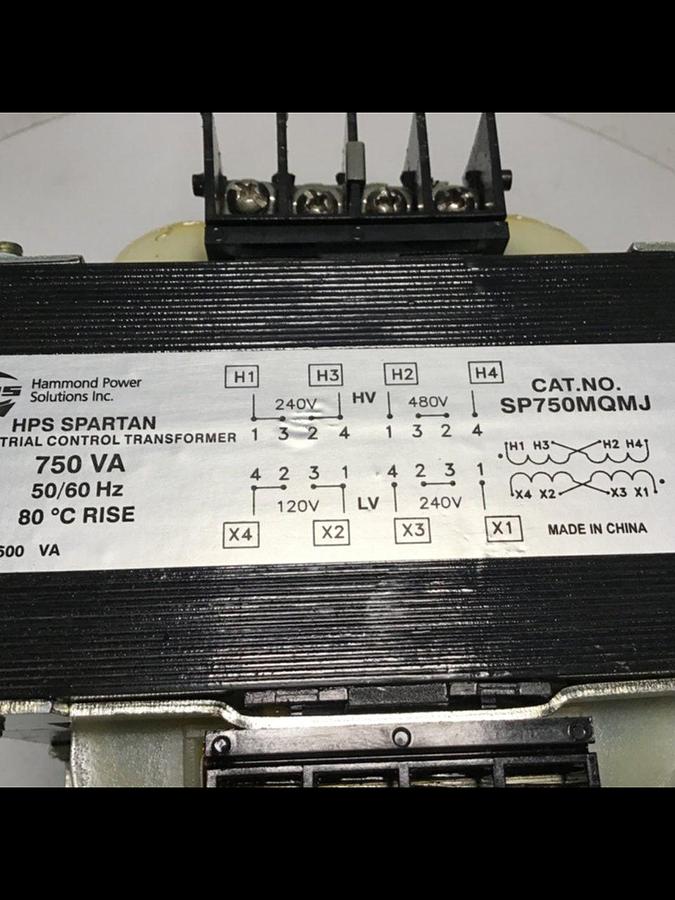 Hammond Power
Solutions Inc.
HPS SPARTAN
TRIAL CONTROL TRANSFORMER
750 VA
50/60 Hz
80 °C RISE
500 VA
H1 H3 H2 H4
240V HV 480V
1 3 2 4 1 3 2 4
4 2 3 1 4 2 3 1
120V LV 240V
X4 X2 X3 X1
CAT.NO.
SP750MQMJ
H1 H3 H2 H4
X4 X2 X3 X1
MADE IN CHINA